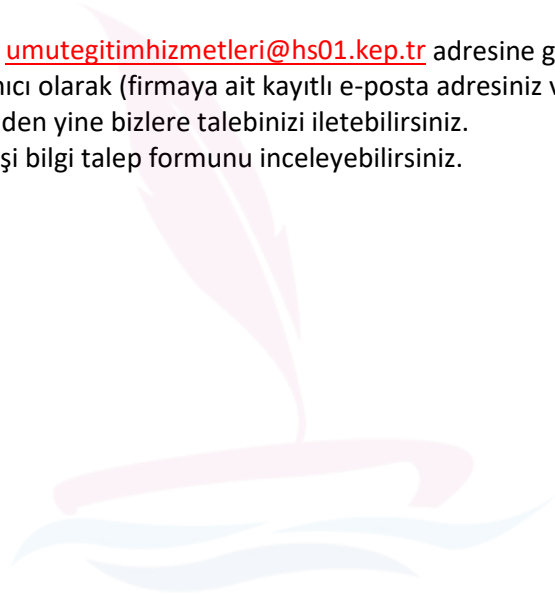 umutegitimhizmetleri@hs01.kep.tr adresine g
ıcı olarak (firmaya ait kayıtlı e-posta adresiniz v
den yine bizlere talebinizi iletebilirsiniz.
şi bilgi talep formunu inceleyebilirsiniz.